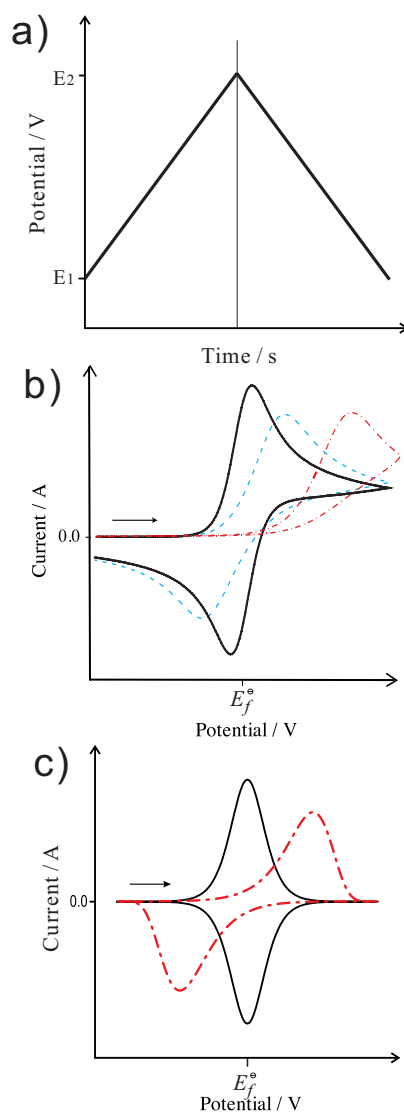 a)
E2
Potential / V
E1
Time / s
b)
Current / A
0.0
E_f^⦵
Potential / V
c)
Current / A
0.0
E_f^⦵
Potential / V